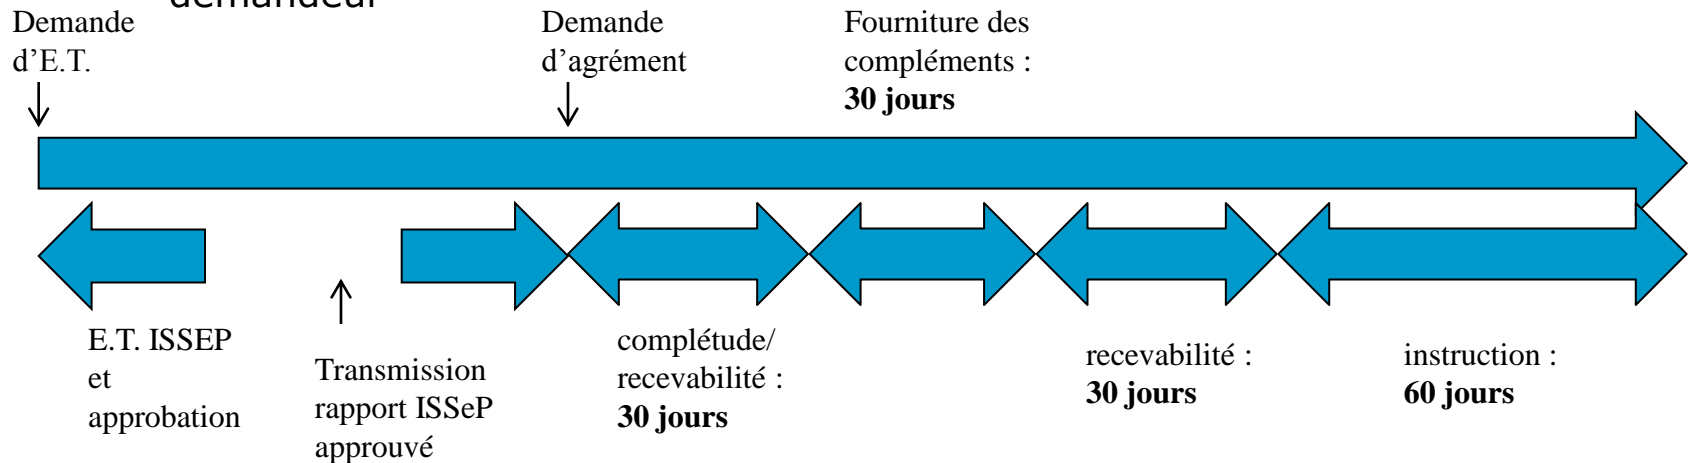 demandeur
Demande
d’E.T.
Demande
d’agrément
Fourniture des
compléments :
30 jours
E.T. ISSEP
et
approbation
Transmission
rapport ISSeP
approuvé
complétude/
recevabilité :
30 jours
recevabilité :
30 jours
instruction :
60 jours